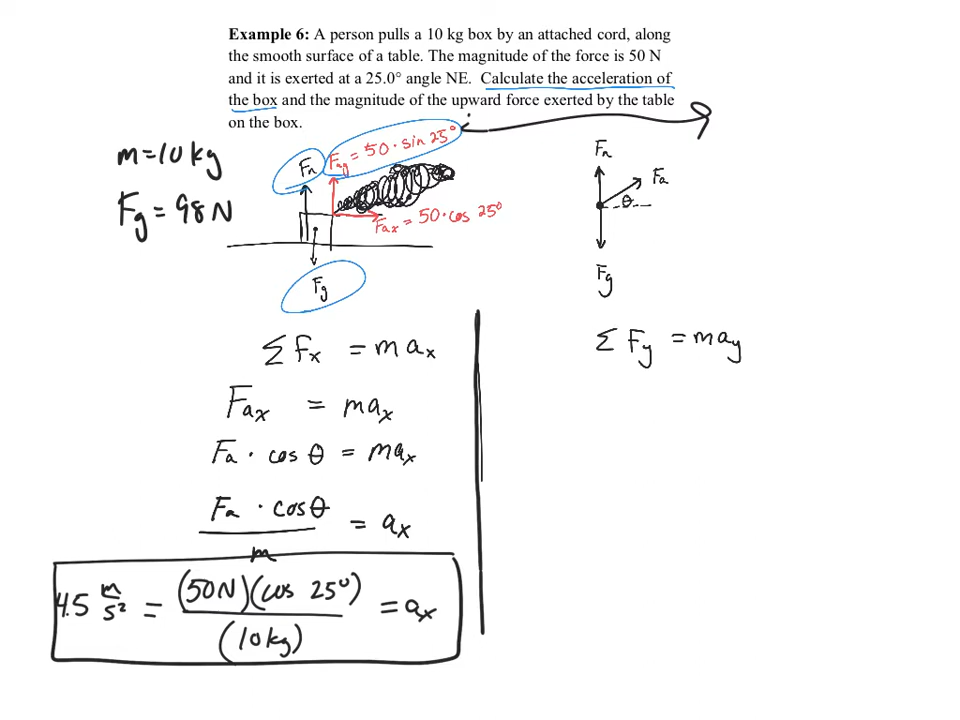 Example 6: A person pulls a 10 kg box by an attached cord, along
the smooth surface of a table. The magnitude of the force is 50 N
and it is exerted at a 25.0° angle NE. Calculate the acceleration of
the box and the magnitude of the upward force exerted by the table
on the box.
m=10kg
Fg = 98N
Fn
Fay = 50·sin 25°
Fax = 50·cos 25°
Fg
Fn
Fa
θ
Fg
Σ Fx = max
Fax = max
Fa · cos θ = max
Fa · cosθ / m = ax
4.5 m/s² = (50N)(cos 25°) / (10kg) = ax
Σ Fy = may